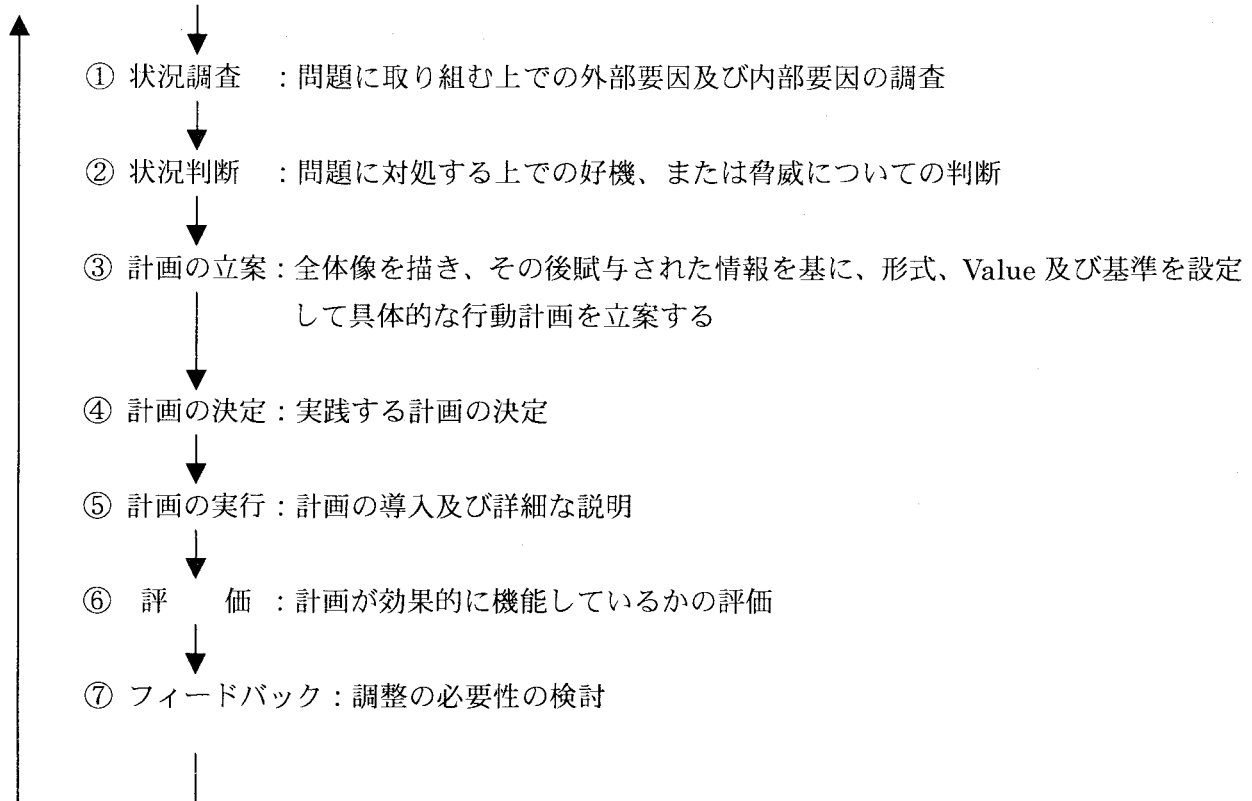 ① 状況調査 ：問題に取り組む上での外部要因及び内部要因の調査
② 状況判断 ：問題に対処する上での好機、または脅威についての判断
③ 計画の立案：全体像を描き、その後賦与された情報を基に、形式、Value 及び基準を設定
して具体的な行動計画を立案する
④ 計画の決定：実践する計画の決定
⑤ 計画の実行：計画の導入及び詳細な説明
⑥ 評 価 ：計画が効果的に機能しているかの評価
⑦ フィードバック：調整の必要性の検討